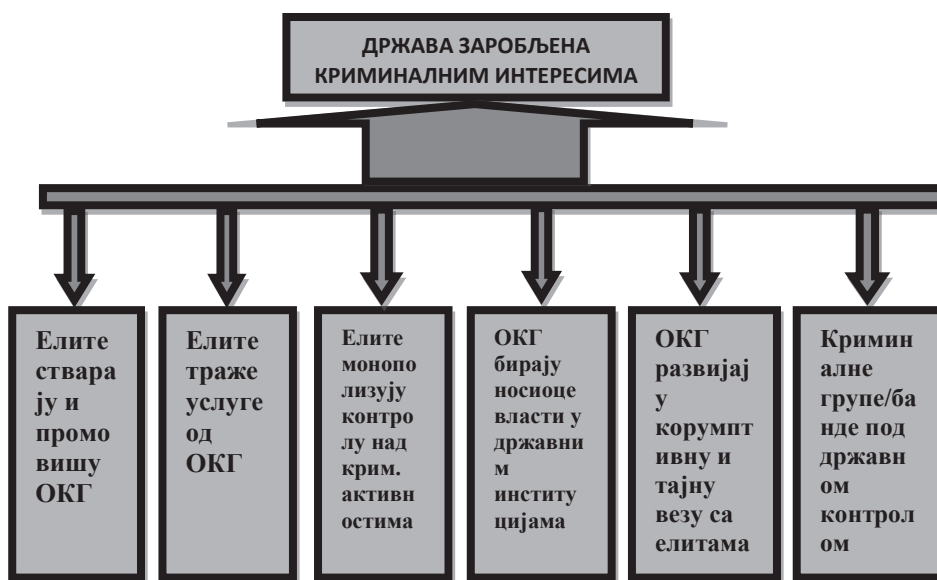 ДРЖАВА ЗАРОБЉЕНА
КРИМИНАЛНИМ ИНТЕРЕСИМА
Елите
ствара
ју и
промо
вишу
ОКГ
Елите
траже
услуге
од
ОКГ
Елите
монопо
лизују
контро
лу над
крим.
активн
остима
ОКГ
бирају
носиоце
власти у
државни
м
институ
цијама
ОКГ
развијај
у
корумпт
ивну и
тајну
везу са
елитама
Кримин
алне
групе/ба
нде под
државн
ом
контрол
ом